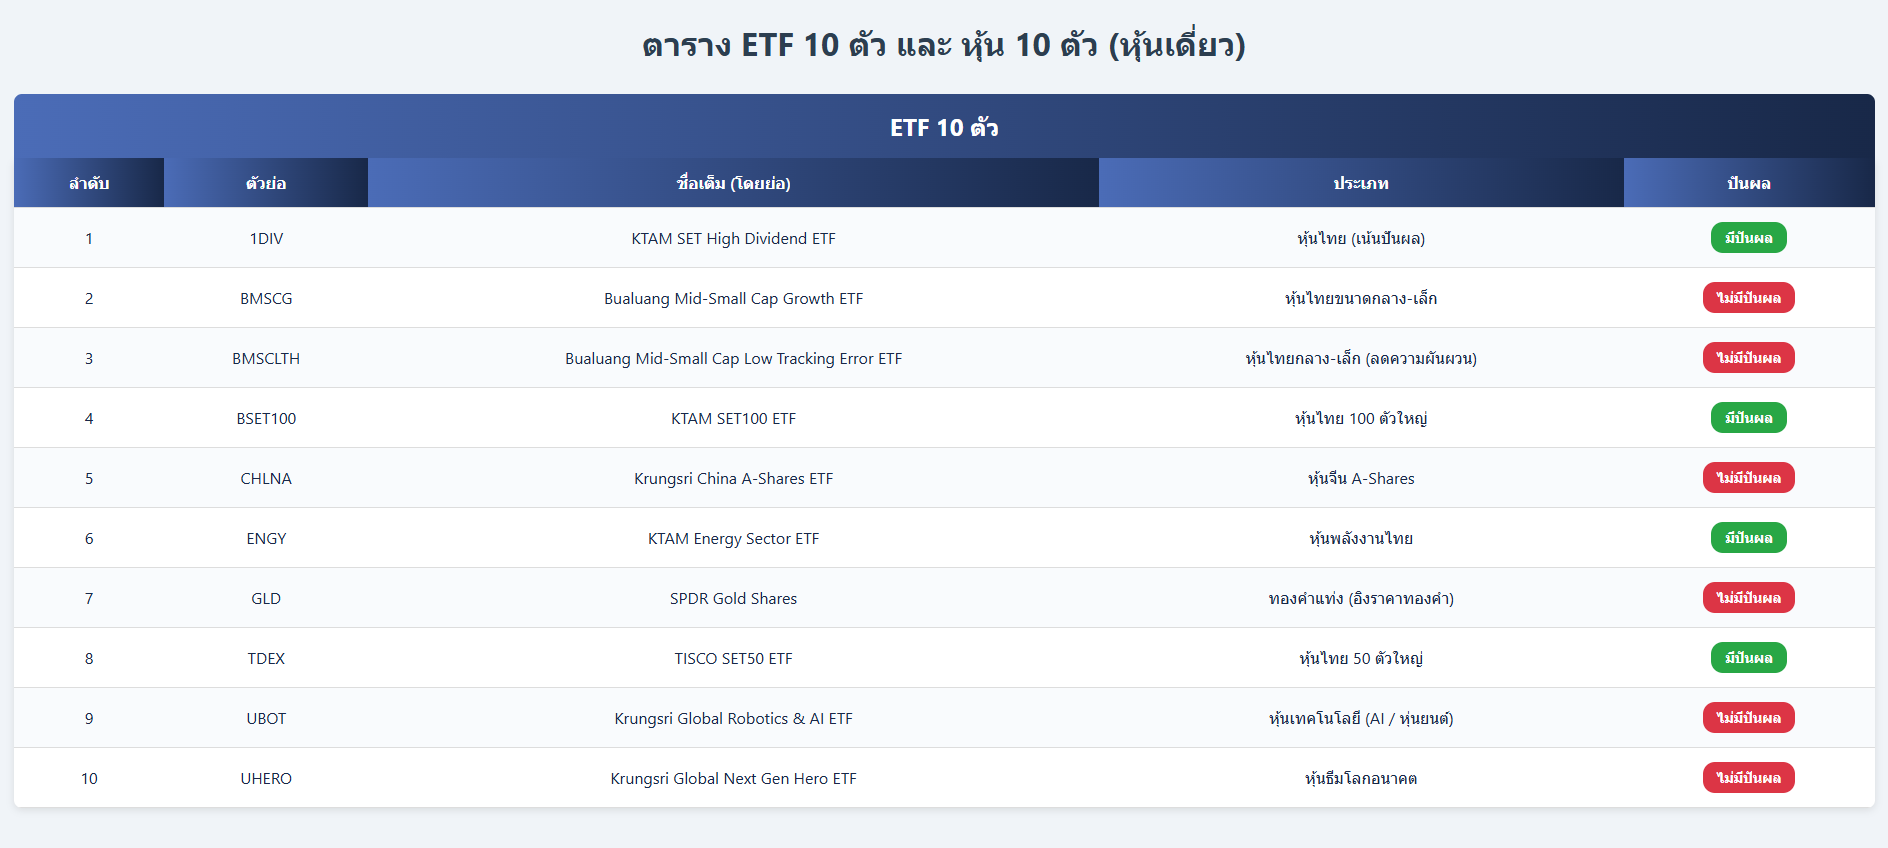 ตาราง ETF 10 ตัว และ หุ้น 10 ตัว (หุ้นเดี่ยว)
ETF 10 ตัว
ลำดับ ตัวย่อ ชื่อเต็ม (โดยย่อ) ประเภท ปันผล
1 1DIV KTAM SET High Dividend ETF หุ้นไทย (เน้นปันผล) มีปันผล
2 BMSCG Bualuang Mid-Small Cap Growth ETF หุ้นไทยขนาดกลาง-เล็ก ไม่มีปันผล
3 BMSCLTH Bualuang Mid-Small Cap Low Tracking Error ETF หุ้นไทยกลาง-เล็ก (ลดความผันผวน) ไม่มีปันผล
4 BSET100 KTAM SET100 ETF หุ้นไทย 100 ตัวใหญ่ มีปันผล
5 CHLNA Krungsri China A-Shares ETF หุ้นจีน A-Shares ไม่มีปันผล
6 ENGY KTAM Energy Sector ETF หุ้นพลังงานไทย มีปันผล
7 GLD SPDR Gold Shares ทองคำแท่ง (อิงราคาทองคำ) ไม่มีปันผล
8 TDEX TISCO SET50 ETF หุ้นไทย 50 ตัวใหญ่ มีปันผล
9 UBOT Krungsri Global Robotics & AI ETF หุ้นเทคโนโลยี (AI / หุ่นยนต์) ไม่มีปันผล
10 UHERO Krungsri Global Next Gen Hero ETF หุ้นธีมโลกอนาคต ไม่มีปันผล